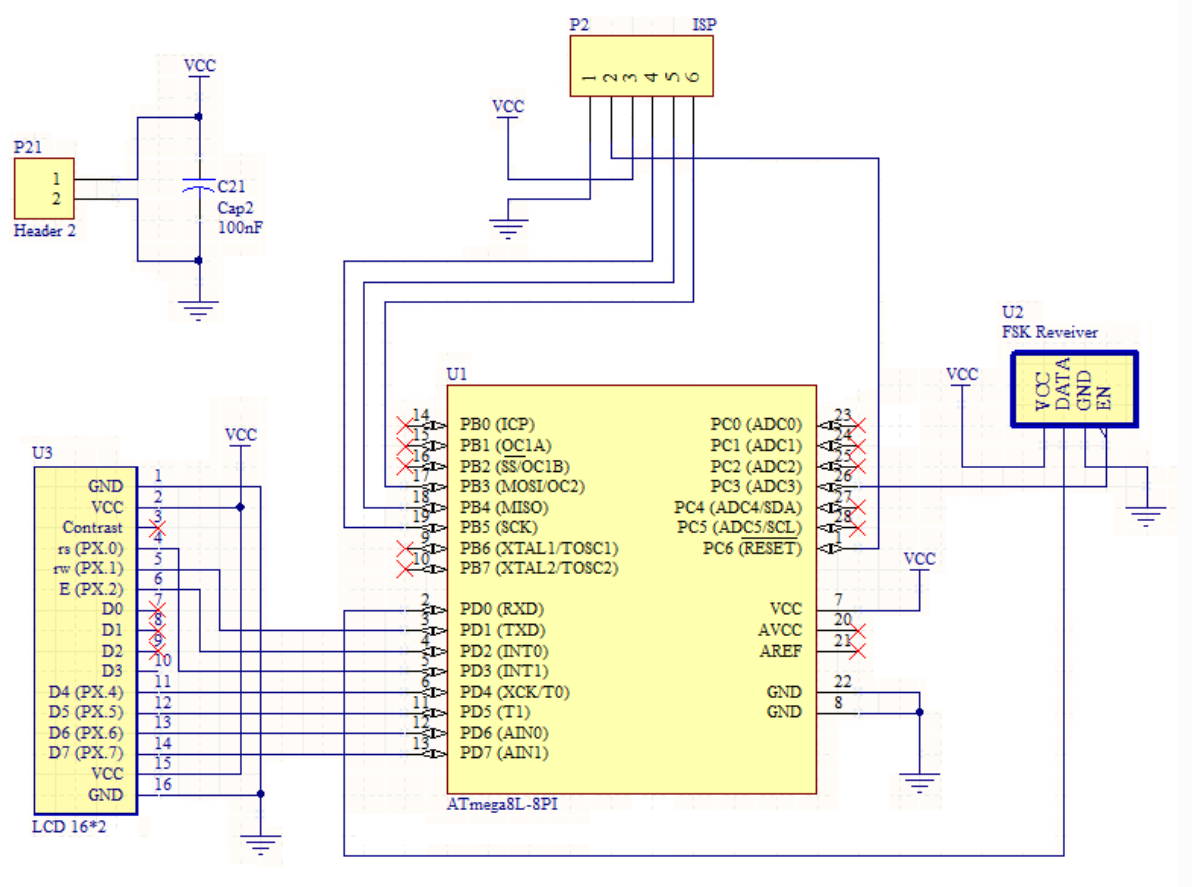 P2 ISP
1 2 3 4 5 6
VCC
VCC
P21
1
2
Header 2
C21
Cap2
100nF
U2
FSK Reveiver
VCC
DATA
GND
EN
VCC
U1
14 PB0 (ICP)
15 PB1 (OC1A)
16 PB2 (SS/OC1B)
17 PB3 (MOSI/OC2)
18 PB4 (MISO)
19 PB5 (SCK)
9 PB6 (XTAL1/TOSC1)
10 PB7 (XTAL2/TOSC2)
2 PD0 (RXD)
3 PD1 (TXD)
4 PD2 (INT0)
5 PD3 (INT1)
6 PD4 (XCK/T0)
11 PD5 (T1)
12 PD6 (AIN0)
13 PD7 (AIN1)
PC0 (ADC0) 23
PC1 (ADC1) 24
PC2 (ADC2) 25
PC3 (ADC3) 26
PC4 (ADC4/SDA) 27
PC5 (ADC5/SCL) 28
PC6 (RESET) 1
VCC 7
AVCC 20
AREF 21
GND 22
GND 8
ATmega8L-8PI
VCC
VCC
U3
GND 1
VCC 2
Contrast 3
rs (PX.0) 4
rw (PX.1) 5
E (PX.2) 6
D0 7
D1 8
D2 9
D3 10
D4 (PX.4) 11
D5 (PX.5) 12
D6 (PX.6) 13
D7 (PX.7) 14
VCC 15
GND 16
LCD 16*2